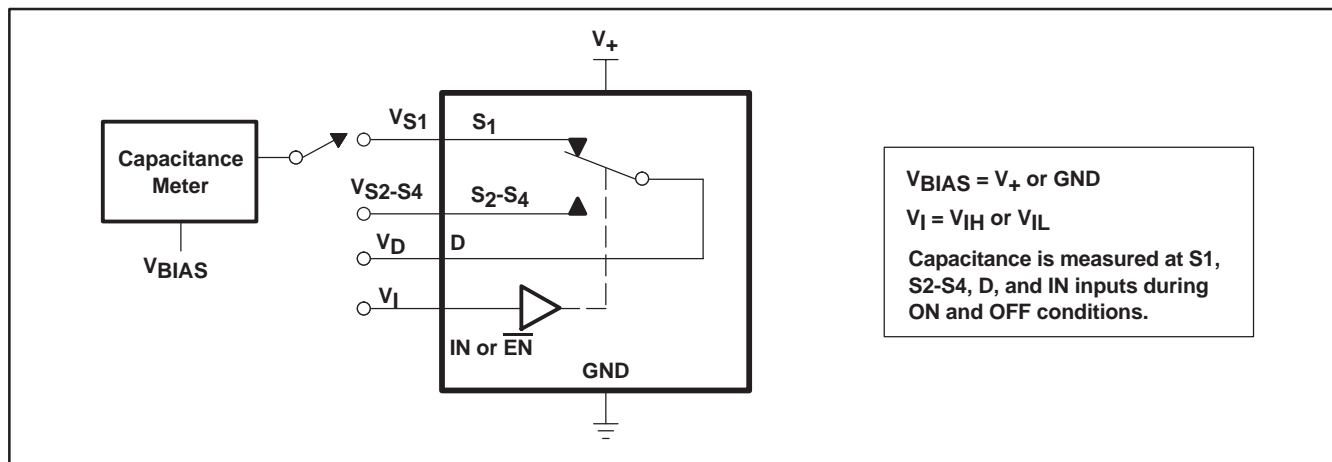 V+
VS1
S1
Capacitance
Meter
VS2-S4
S2-S4
VD
D
VBIAS
VI
IN or E̅N̅
GND
VBIAS = V+ or GND
VI = VIH or VIL
Capacitance is measured at S1,
S2-S4, D, and IN inputs during
ON and OFF conditions.